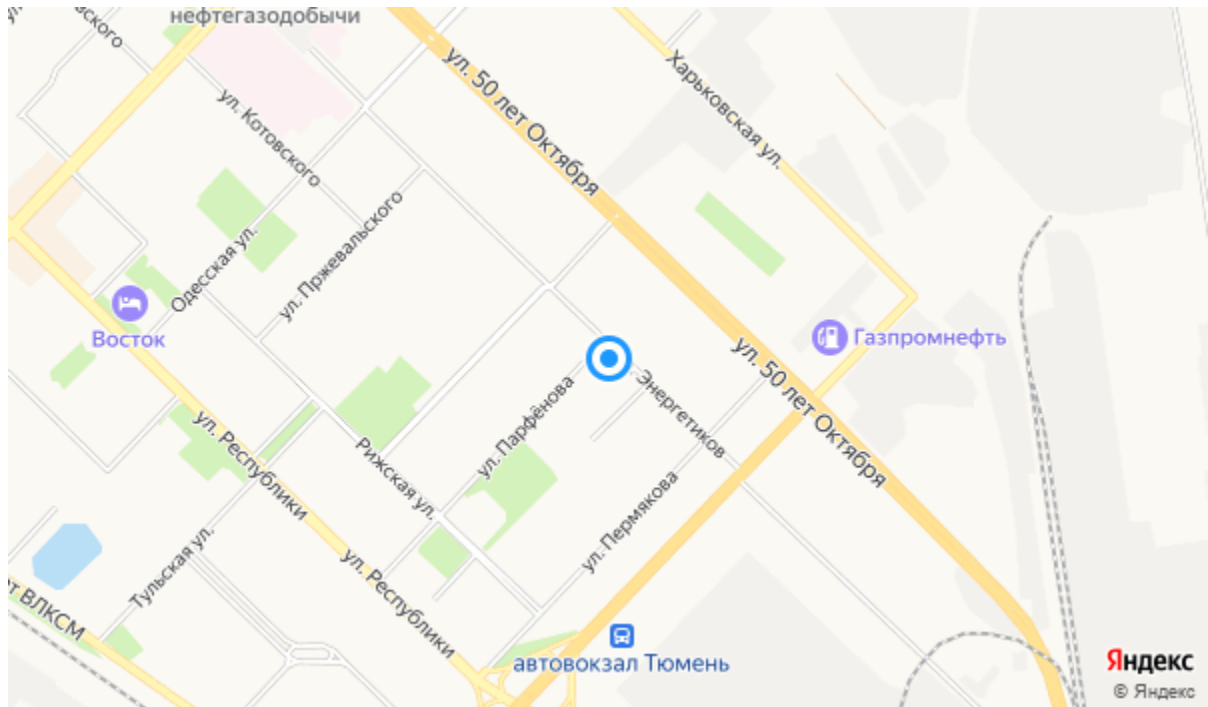 нефтегазодобычи
ского
ул. Котовского
ул. 50 лет Октября
Харьковская ул.
Одесская ул.
ул. Пржевальского
Восток
Газпромнефть
ул. 50 лет Октября
ул. Парфёнова
Энергетиков
ул. Республики
Рижская ул.
ул. Пермякова
Тульская ул.
ул. Республики
ВЛКСМ
автовокзал Тюмень
Яндекс
© Яндекс